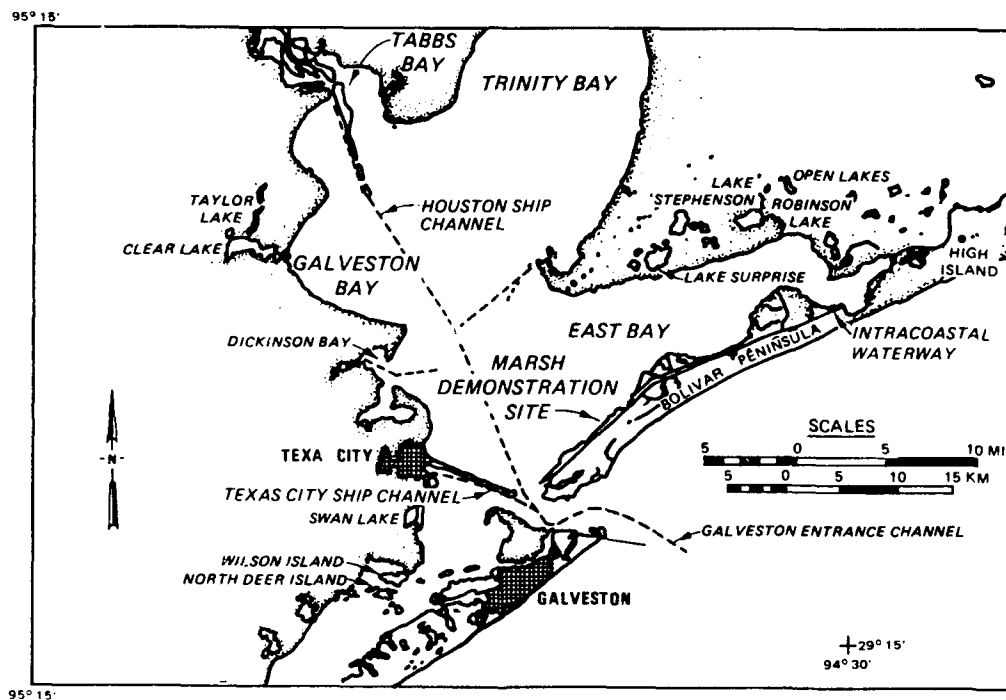 95° 15'
TABBS
BAY
TRINITY BAY
HOUSTON SHIP
CHANNEL
TAYLOR
LAKE
CLEAR LAKE
GALVESTON
BAY
LAKE
STEPHENSON
OPEN LAKES
ROBINSON
LAKE
HIGH
ISLAND
LAKE SURPRISE
EAST BAY
INTRACOASTAL
WATERWAY
DICKINSON BAY
MARSH
DEMONSTRATION
SITE
BOLIVAR PENINSULA
N
SCALES
5 0 5 10 MI
5 0 5 10 15 KM
TEXA CITY
TEXAS CITY SHIP CHANNEL
SWAN LAKE
GALVESTON ENTRANCE CHANNEL
WILSON ISLAND
NORTH DEER ISLAND
GALVESTON
29° 15'
94° 30'
95° 15'